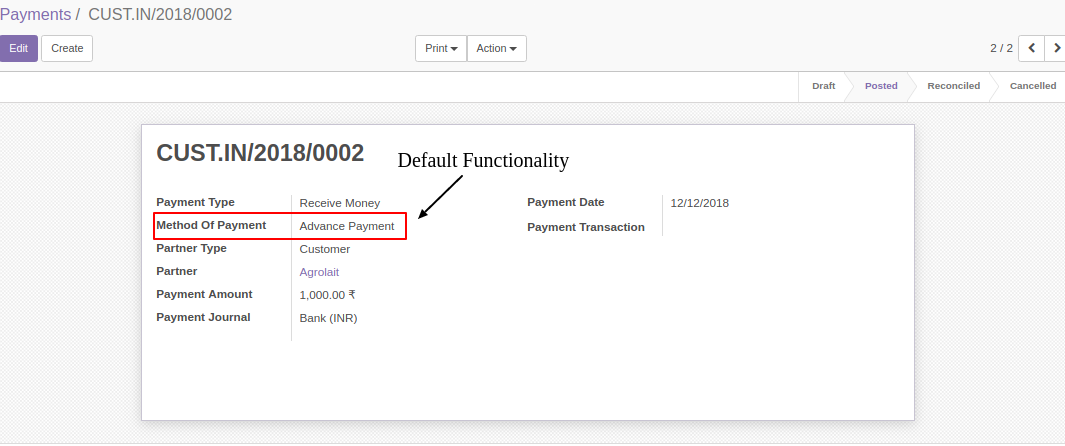 Payments / CUST.IN/2018/0002
Edit Create Print Action 2 / 2
Draft Posted Reconciled Cancelled
CUST.IN/2018/0002
Default Functionality
Payment Type Receive Money Payment Date 12/12/2018
Method Of Payment Advance Payment Payment Transaction
Partner Type Customer
Partner Agrolait
Payment Amount 1,000.00 ₹
Payment Journal Bank (INR)